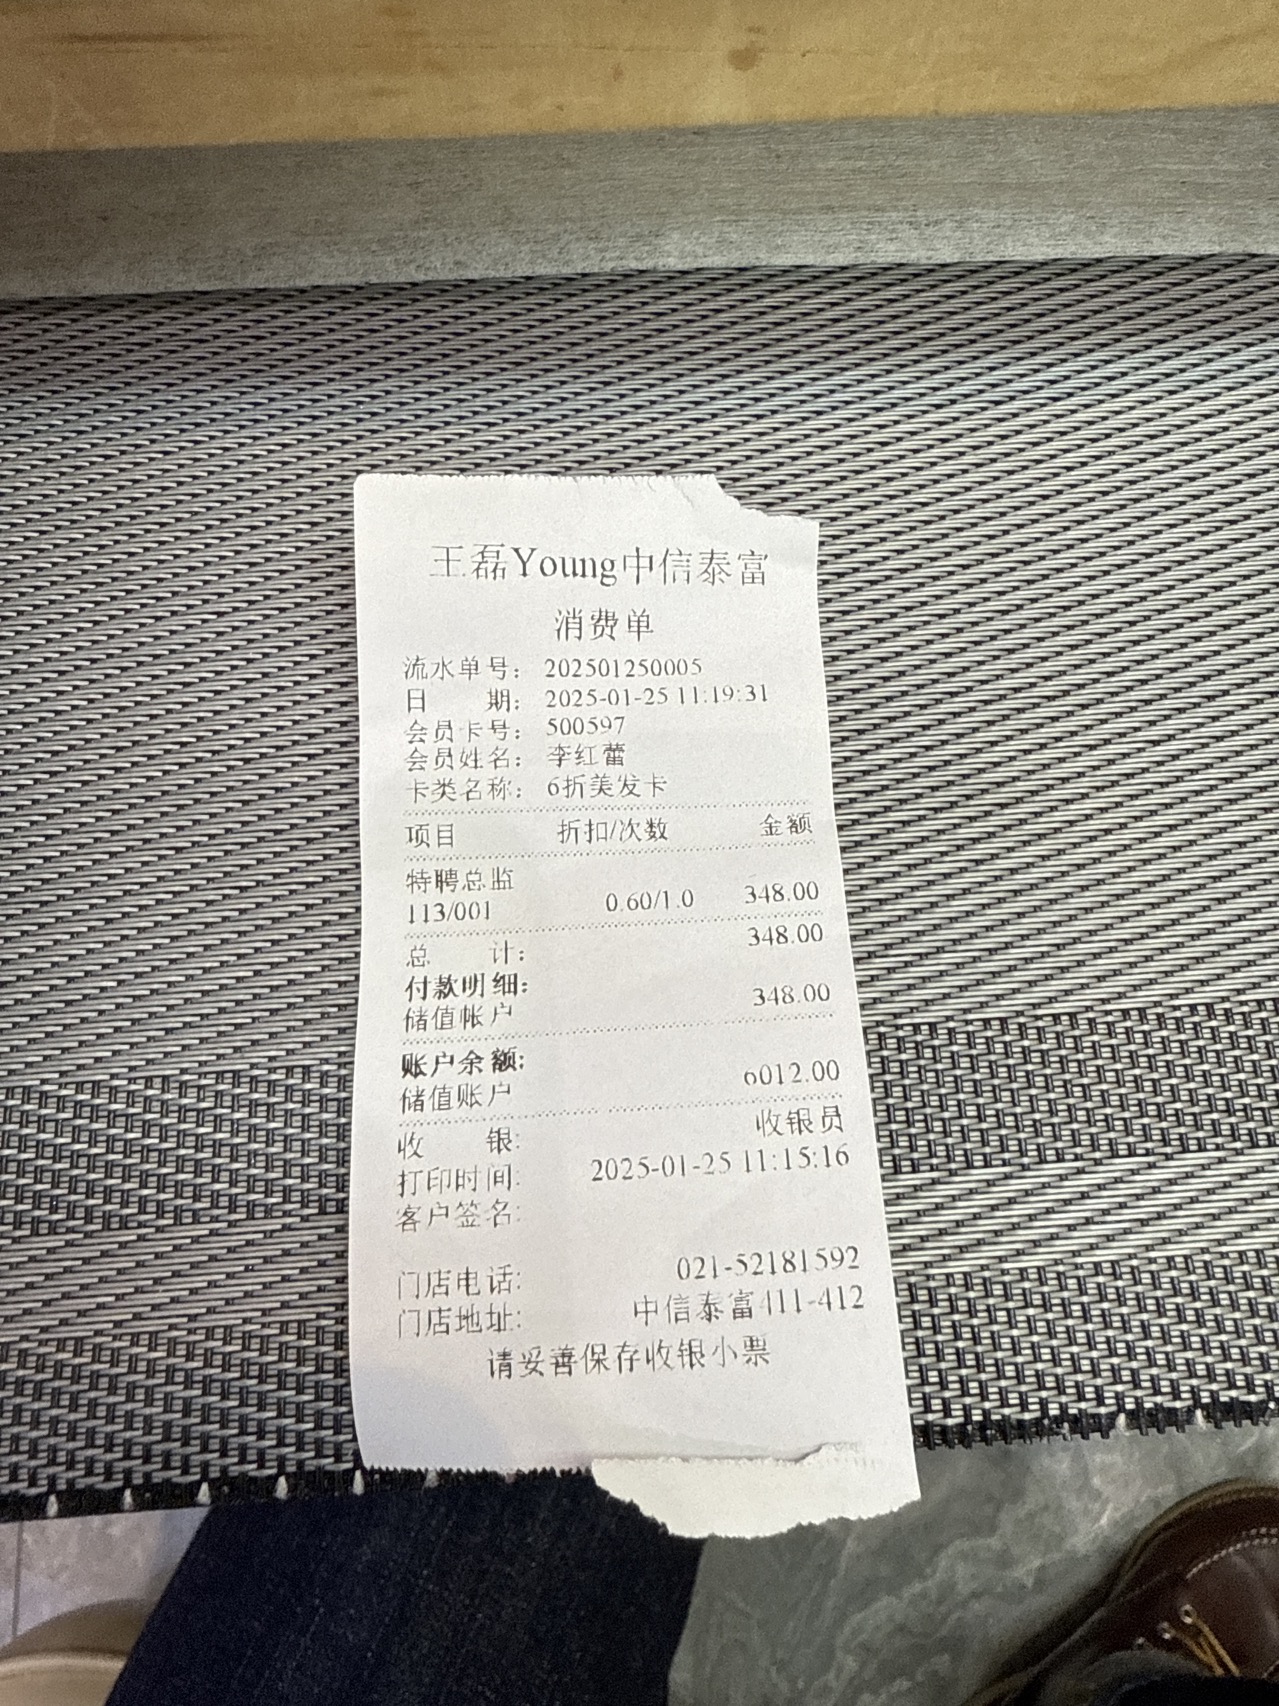 王磊Young中信泰富
消费单
流水单号： 202501250005
日 期： 2025-01-25 11:19:31
会员卡号： 500597
会员姓名： 李红蕾
卡类名称： 6折美发卡
项目 折扣/次数 金额
特聘总监
113/001 0.60/1.0 348.00
总 计： 348.00
付款明细：
储值帐户 348.00
账户余额：
储值账户 6012.00
收 银： 收银员
打印时间： 2025-01-25 11:15:16
客户签名：
门店电话： 021-52181592
门店地址： 中信泰富411-412
请妥善保存收银小票